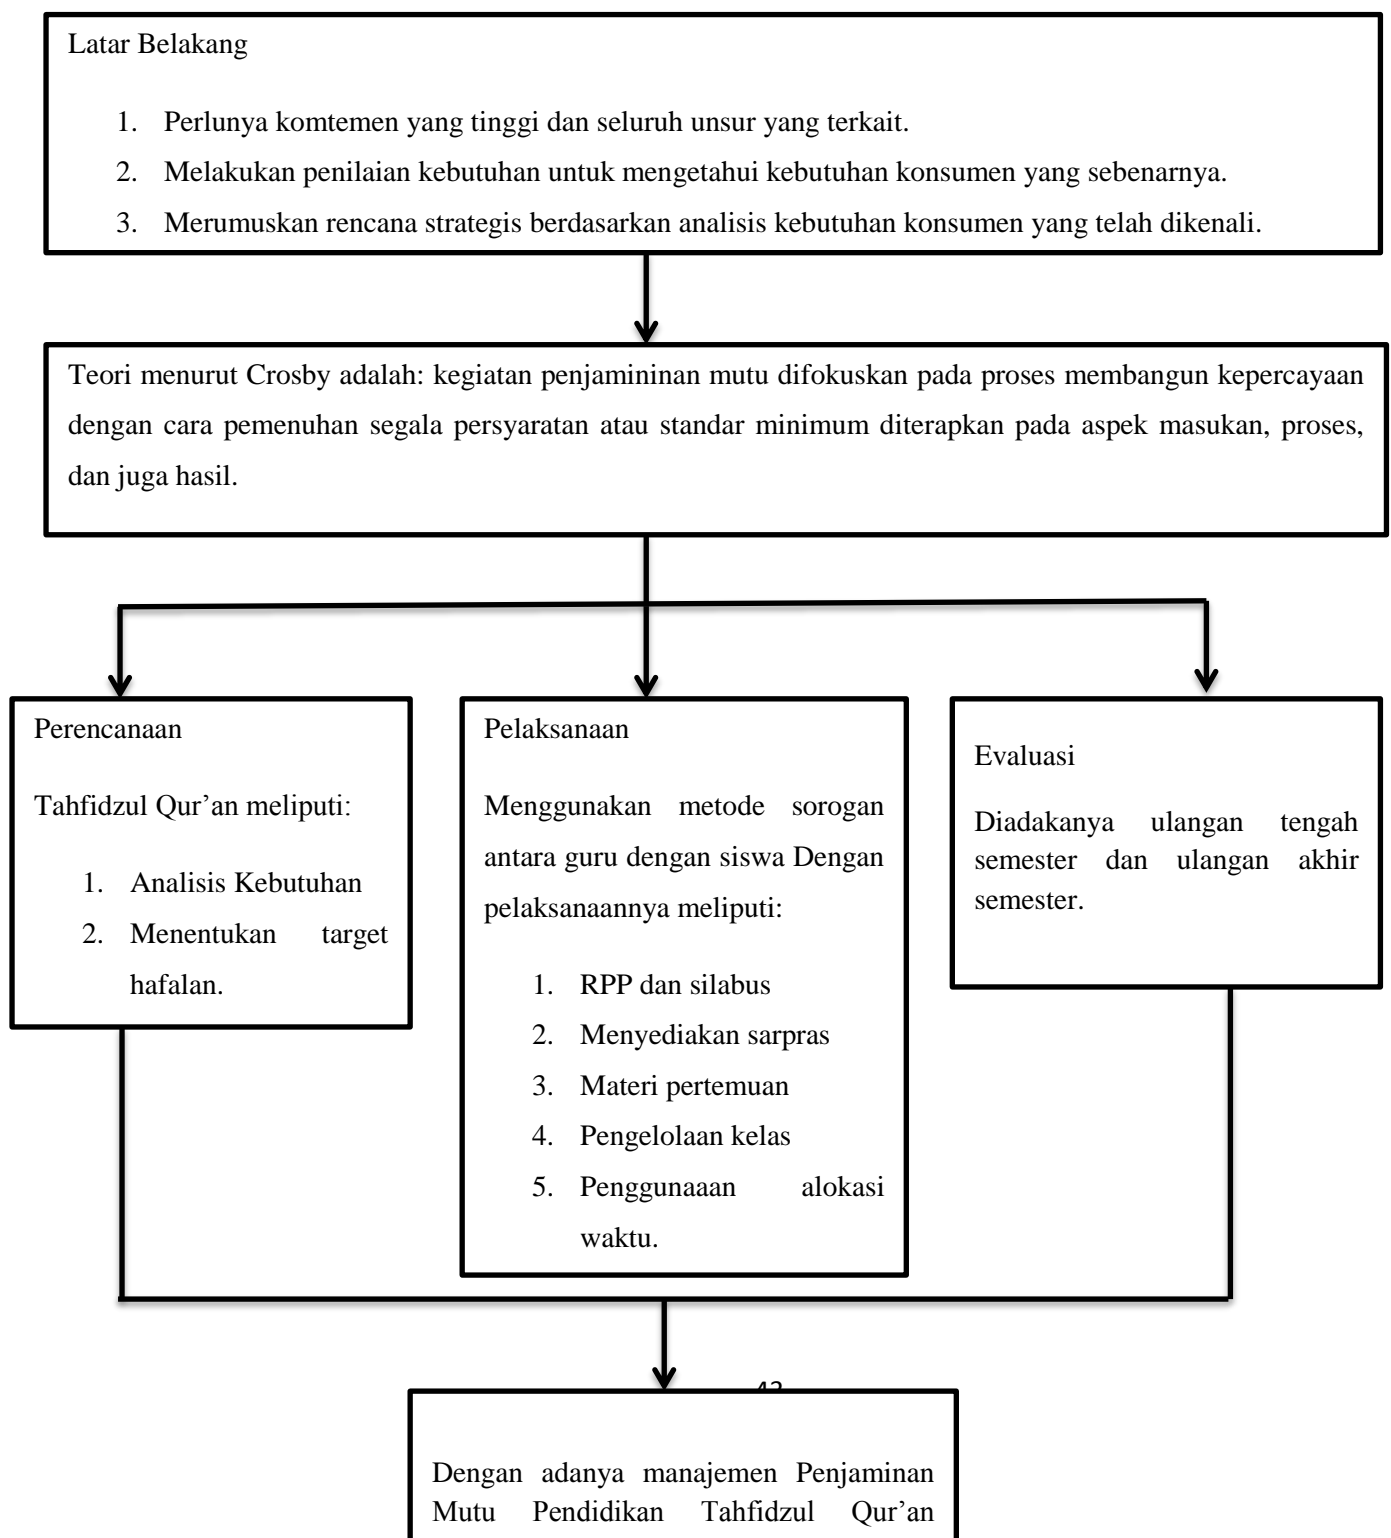 Latar Belakang
1. Perlunya komtemen yang tinggi dan seluruh unsur yang terkait.
2. Melakukan penilaian kebutuhan untuk mengetahui kebutuhan konsumen yang sebenarnya.
3. Merumuskan rencana strategis berdasarkan analisis kebutuhan konsumen yang telah dikenali.
Teori menurut Crosby adalah: kegiatan penjamininan mutu difokuskan pada proses membangun kepercayaan
dengan cara pemenuhan segala persyaratan atau standar minimum diterapkan pada aspek masukan, proses,
dan juga hasil.
Perencanaan
Tahfidzul Qur’an meliputi:
1. Analisis Kebutuhan
2. Menentukan target
hafalan.
Pelaksanaan
Menggunakan metode sorogan
antara guru dengan siswa Dengan
pelaksanaannya meliputi:
1. RPP dan silabus
2. Menyediakan sarpras
3. Materi pertemuan
4. Pengelolaan kelas
5. Penggunaaan alokasi
waktu.
Evaluasi
Diadakanya ulangan tengah
semester dan ulangan akhir
semester.
Dengan adanya manajemen Penjaminan
Mutu Pendidikan Tahfidzul Qur’an